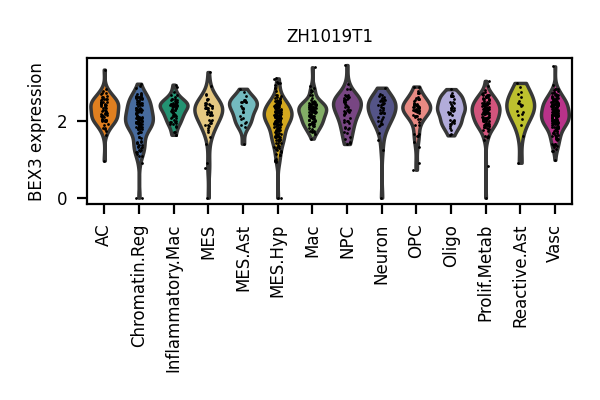 ZH1019T1
BEX3 expression
2
0
AC
Chromatin.Reg
Inflammatory.Mac
MES
MES.Ast
MES.Hyp
Mac
NPC
Neuron
OPC
Oligo
Prolif.Metab
Reactive.Ast
Vasc